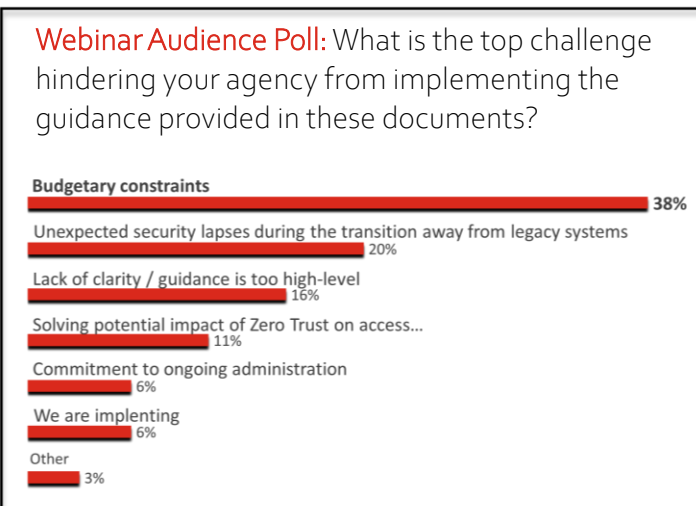 Webinar Audience Poll: What is the top challenge
hindering your agency from implementing the
guidance provided in these documents?
Budgetary constraints
38%
Unexpected security lapses during the transition away from legacy systems
20%
Lack of clarity / guidance is too high-level
16%
Solving potential impact of Zero Trust on access...
11%
Commitment to ongoing administration
6%
We are implenting
6%
Other
3%